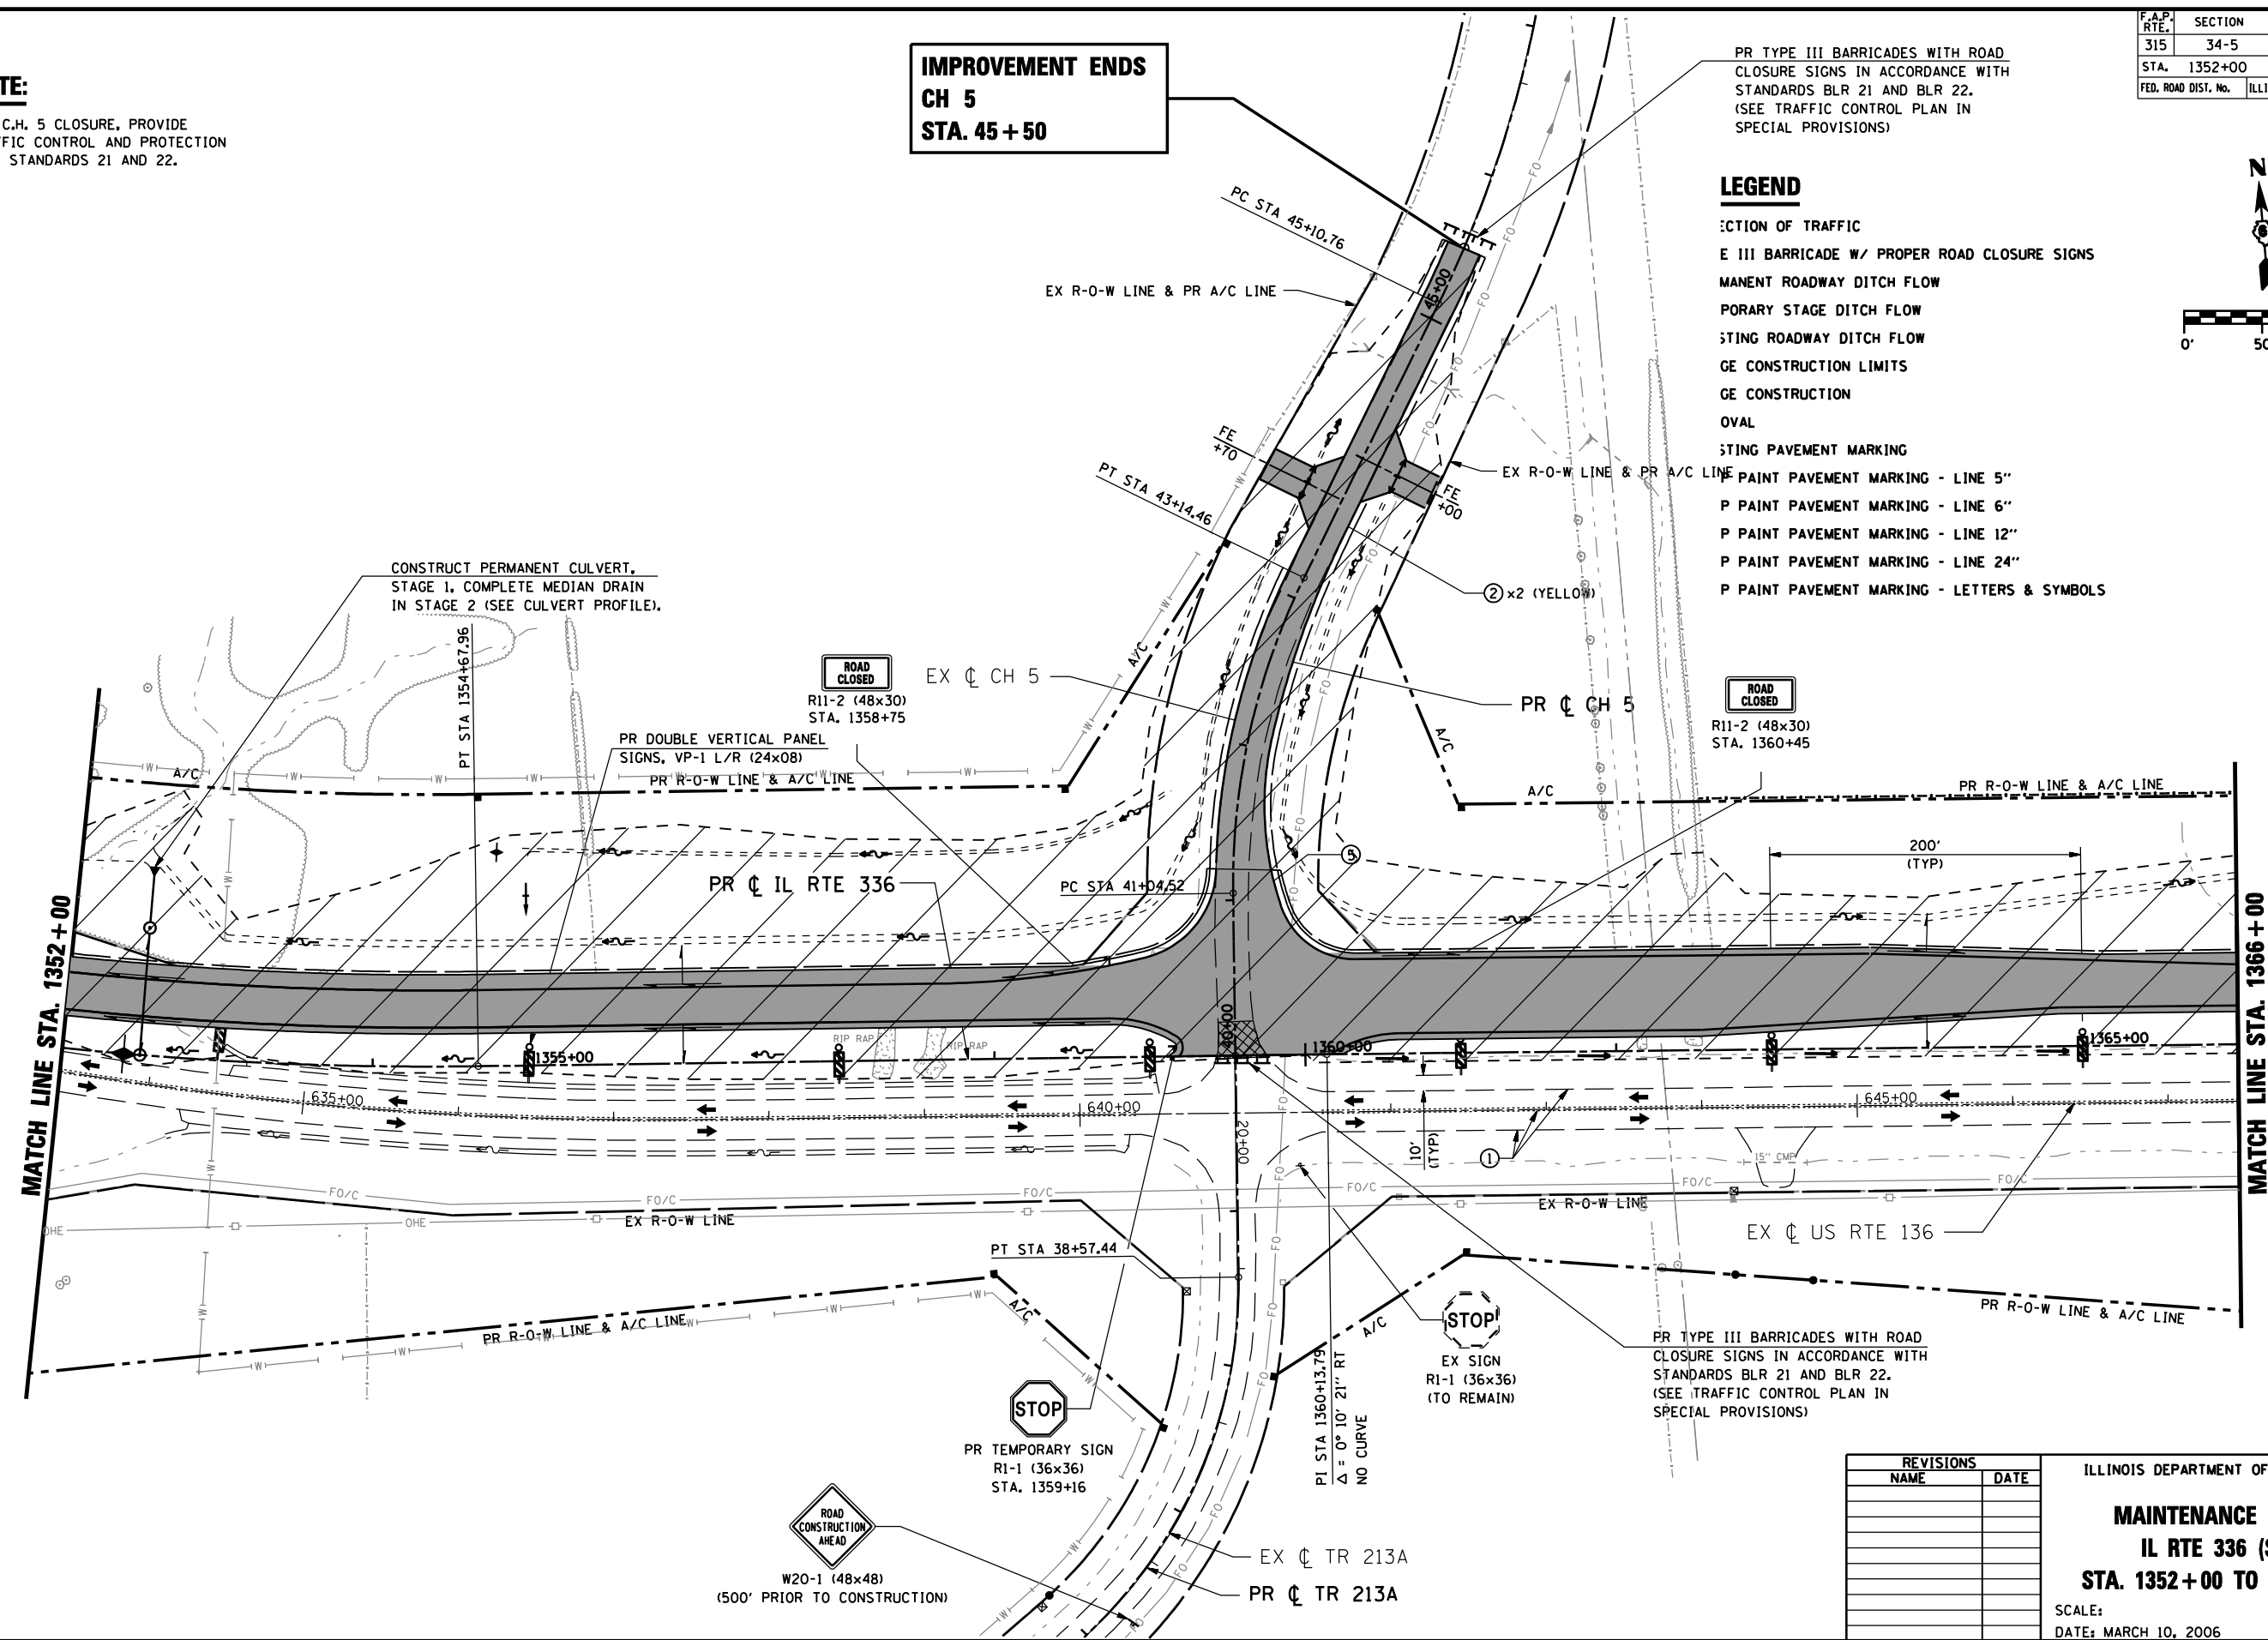 TE:
C.H. 5 CLOSURE, PROVIDE
FIC CONTROL AND PROTECTION
STANDARDS 21 AND 22.
IMPROVEMENT ENDS
CH 5
STA. 45+50
PR TYPE III BARRICADES WITH ROAD
CLOSURE SIGNS IN ACCORDANCE WITH
STANDARDS BLR 21 AND BLR 22.
(SEE TRAFFIC CONTROL PLAN IN
SPECIAL PROVISIONS)
F.A.P. RTE. SECTION
315 34-5
STA. 1352+00
FED. ROAD DIST. No. ILLI
N
0' 50
LEGEND
ECTION OF TRAFFIC
E III BARRICADE W/ PROPER ROAD CLOSURE SIGNS
MANENT ROADWAY DITCH FLOW
PORARY STAGE DITCH FLOW
STING ROADWAY DITCH FLOW
GE CONSTRUCTION LIMITS
GE CONSTRUCTION
OVAL
STING PAVEMENT MARKING
P PAINT PAVEMENT MARKING - LINE 5"
P PAINT PAVEMENT MARKING - LINE 6"
P PAINT PAVEMENT MARKING - LINE 12"
P PAINT PAVEMENT MARKING - LINE 24"
P PAINT PAVEMENT MARKING - LETTERS & SYMBOLS
PC STA 45+10.76
45+00
EX R-O-W LINE & PR A/C LINE
FE
+70
PT STA 43+14.46
EX R-O-W LINE & PR A/C LINE
FE
+00
2 x2 (YELLOW)
CONSTRUCT PERMANENT CULVERT.
STAGE 1, COMPLETE MEDIAN DRAIN
IN STAGE 2 (SEE CULVERT PROFILE).
PT STA 1354+67.96
ROAD
CLOSED
R11-2 (48x30)
STA. 1358+75
EX ℄ CH 5
A/C
PR ℄ CH 5
A/C
ROAD
CLOSED
R11-2 (48x30)
STA. 1360+45
PR DOUBLE VERTICAL PANEL
SIGNS, VP-1 L/R (24x08)
A/C
PR R-O-W LINE & A/C LINE
A/C
PR R-O-W LINE & A/C LINE
200'
(TYP)
PR ℄ IL RTE 336
PC STA 41+04.52
5
MATCH LINE STA. 1352+00
MATCH LINE STA. 1366+00
RIP RAP
RIP RAP
1355+00
40+00
1360+00
1365+00
635+00
640+00
645+00
20+00
10'
(TYP)
1
15" CMP
FO/C
FO/C
FO/C
FO/C
FO/C
FO/C
OHE
OHE
EX R-O-W LINE
EX R-O-W LINE
EX ℄ US RTE 136
PT STA 38+57.44
PR R-O-W LINE & A/C LINE
A/C
A/C
PR R-O-W LINE & A/C LINE
STOP
EX SIGN
R1-1 (36x36)
(TO REMAIN)
PI STA 1360+13.79
Δ = 0° 10' 21" RT
NO CURVE
PR TYPE III BARRICADES WITH ROAD
CLOSURE SIGNS IN ACCORDANCE WITH
STANDARDS BLR 21 AND BLR 22.
(SEE TRAFFIC CONTROL PLAN IN
SPECIAL PROVISIONS)
STOP
PR TEMPORARY SIGN
R1-1 (36x36)
STA. 1359+16
ROAD
CONSTRUCTION
AHEAD
W20-1 (48x48)
(500' PRIOR TO CONSTRUCTION)
EX ℄ TR 213A
PR ℄ TR 213A
REVISIONS
NAME DATE
ILLINOIS DEPARTMENT OF
MAINTENANCE
IL RTE 336 (S
STA. 1352+00 TO
SCALE:
DATE: MARCH 10, 2006